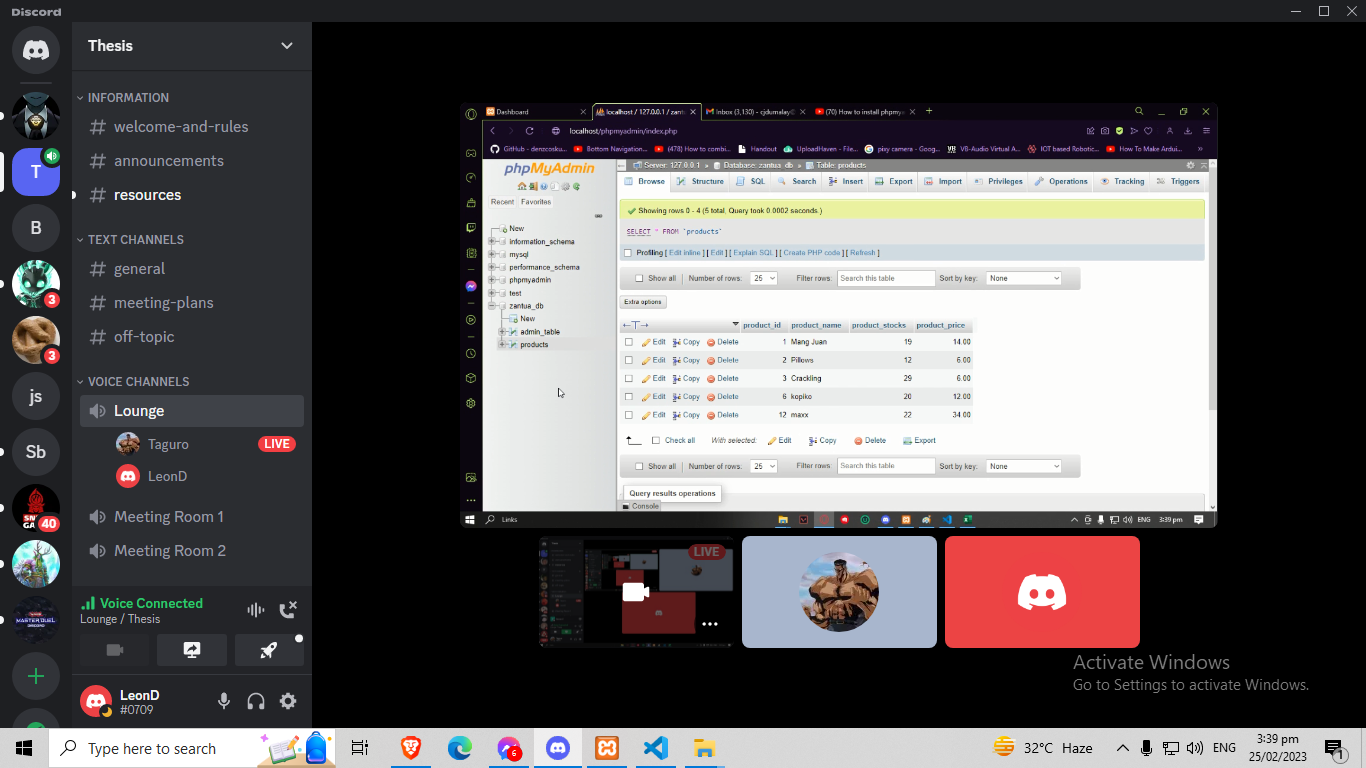 Discord
Thesis
INFORMATION
# welcome-and-rules
# announcements
# resources
TEXT CHANNELS
# general
# meeting-plans
# off-topic
VOICE CHANNELS
Lounge
Taguro LIVE
LeonD
Meeting Room 1
Meeting Room 2
Voice Connected
Lounge / Thesis
LeonD
#0709
T
B
3
3
js
Sb
40
MASTER DUEL
Dashboard
localhost / 127.0.0.1 / zantu
Inbox (3,130) - cjdumalay
(70) How to install phpmy
localhost/phpmyadmin/index.php
GitHub - denzcosku...
Bottom Navigation...
(478) How to combi...
Handout
UploadHaven - File...
pixy camera - Goog...
V8-Audio Virtual A...
IOT based Robotic...
How To Make Ardui...
phpMyAdmin
Recent Favorites
New
information_schema
mysql
performance_schema
phpmyadmin
test
zantua_db
New
admin_table
products
Server: 127.0.0.1 » Database: zantua_db » Table: products
Browse Structure SQL Search Insert Export Import Privileges Operations Tracking Triggers
Showing rows 0 - 4 (5 total, Query took 0.0002 seconds.)
SELECT * FROM `products`
Profiling [ Edit inline ] [ Edit ] [ Explain SQL ] [ Create PHP code ] [ Refresh ]
Show all Number of rows: 25 Filter rows: Search this table Sort by key: None
Extra options
product_id product_name product_stocks product_price
Edit Copy Delete 1 Mang Juan 19 14.00
Edit Copy Delete 2 Pillows 12 6.00
Edit Copy Delete 3 Crackling 29 6.00
Edit Copy Delete 6 kopiko 20 12.00
Edit Copy Delete 12 maxx 22 34.00
Check all With selected: Edit Copy Delete Export
Show all Number of rows: 25 Filter rows: Search this table Sort by key: None
Query results operations
Console
Links
ENG 3:39 pm
LIVE
Activate Windows
Go to Settings to activate Windows.
Type here to search
6
32°C Haze
ENG
3:39 pm
25/02/2023
1